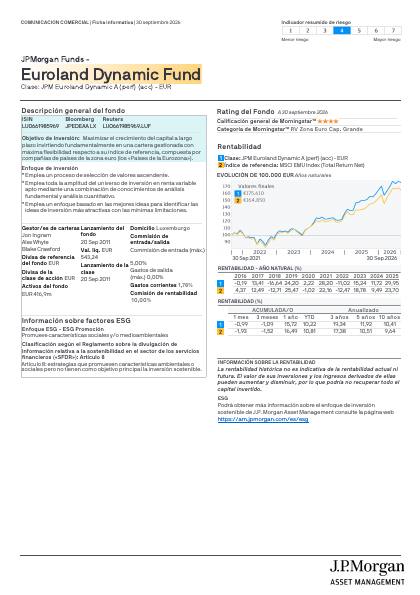 COMUNICACIÓN COMERCIAL | Ficha informativa | 30 septiembre 2026
Indicador resumido de riesgo
1 2 3 4 5 6 7
Menor riesgo Mayor riesgo
JPMorgan Funds -
Euroland Dynamic Fund
Clase: JPM Euroland Dynamic A (perf) (acc) - EUR
Descripción general del fondo
ISIN Bloomberg Reuters
LU0661985969 JPEDEAA LX LU0661985969.LUF
Objetivo de inversión: Maximizar el crecimiento del capital a largo
plazo invirtiendo fundamentalmente en una cartera gestionada con
máxima flexibilidad respecto a su índice de referencia, compuesta por
compañías de países de la zona euro (los «Países de la Eurozona»).
Enfoque de inversión
• Emplea un proceso de selección de valores ascendente.
• Emplea toda la amplitud del universo de inversión en renta variable
apto mediante una combinación de conocimientos de análisis
fundamental y análisis cuantitativo.
• Emplea un enfoque basado en las mejores ideas para identificar las
ideas de inversión más atractivas con las mínimas limitaciones.
Gestor/es de carteras
Jon Ingram
Alex Whyte
Blake Crawford
Divisa de referencia
del fondo EUR
Divisa de la
clase de acción EUR
Activos del fondo
EUR 416,9m
Lanzamiento del
fondo
20 Sep 2011
Val. liq. EUR
543,24
Lanzamiento de la
clase
20 Sep 2011
Domicilio Luxemburgo
Comisión de
entrada/salida
Comisión de entrada (máx.)
5,00%
Gastos de salida
(máx.) 0,00%
Gastos corrientes 1,76%
Comisión de rentabilidad
10,00%
Información sobre factores ESG
Enfoque ESG - ESG Promoción
Promueve características sociales y/o medioambientales
Clasificación según el Reglamento sobre la divulgación de
información relativa a la sostenibilidad en el sector de los servicios
financieros («SFDR»): Artículo 8
Artículo 8: estrategias que promueven características ambientales o
sociales pero no tienen como objetivo principal la inversión sostenible.
Rating del Fondo A 30 septiembre 2026
Calificación general de Morningstar™ ★★★★
Categoría de Morningstar™ RV Zona Euro Cap. Grande
Rentabilidad
1 Clase: JPM Euroland Dynamic A (perf) (acc) - EUR
2 Índice de referencia: MSCI EMU Index (Total Return Net)
EVOLUCIÓN DE 100.000 EUR Años naturales
Valores finales
170
160
150
140
130
120
110
100
90
2022 2023 2024 2025 2026
30 Sep 2021 30 Sep 2026
RENTABILIDAD - AÑO NATURAL (%)
2016 2017 2018 2019 2020 2021 2022 2023 2024 2025
1 -0,19 13,41 -16,64 24,20 2,22 28,20 -11,02 15,24 11,72 29,95
2 4,37 12,49 -12,71 25,47 -1,02 22,16 -12,47 18,78 9,49 23,70
RENTABILIDAD (%)
ACUMULADA/O Anualizado
1 mes 3 meses 1 año YTD 3 años 5 años 10 años
1 -0,99 -1,09 15,72 10,22 19,34 11,92 10,41
2 -1,93 -1,52 16,49 10,81 17,38 10,51 9,64
INFORMACIÓN SOBRE LA RENTABILIDAD
La rentabilidad histórica no es indicativa de la rentabilidad actual ni
futura. El valor de sus inversiones y los ingresos derivados de ellas
pueden aumentar y disminuir, por lo que podría no recuperar todo el
capital invertido.
ESG
Podrá obtener más información sobre el enfoque de inversión
sostenible de J.P. Morgan Asset Management consulte la página web
https://am.jpmorgan.com/es/esg
J.P.Morgan
ASSET MANAGEMENT